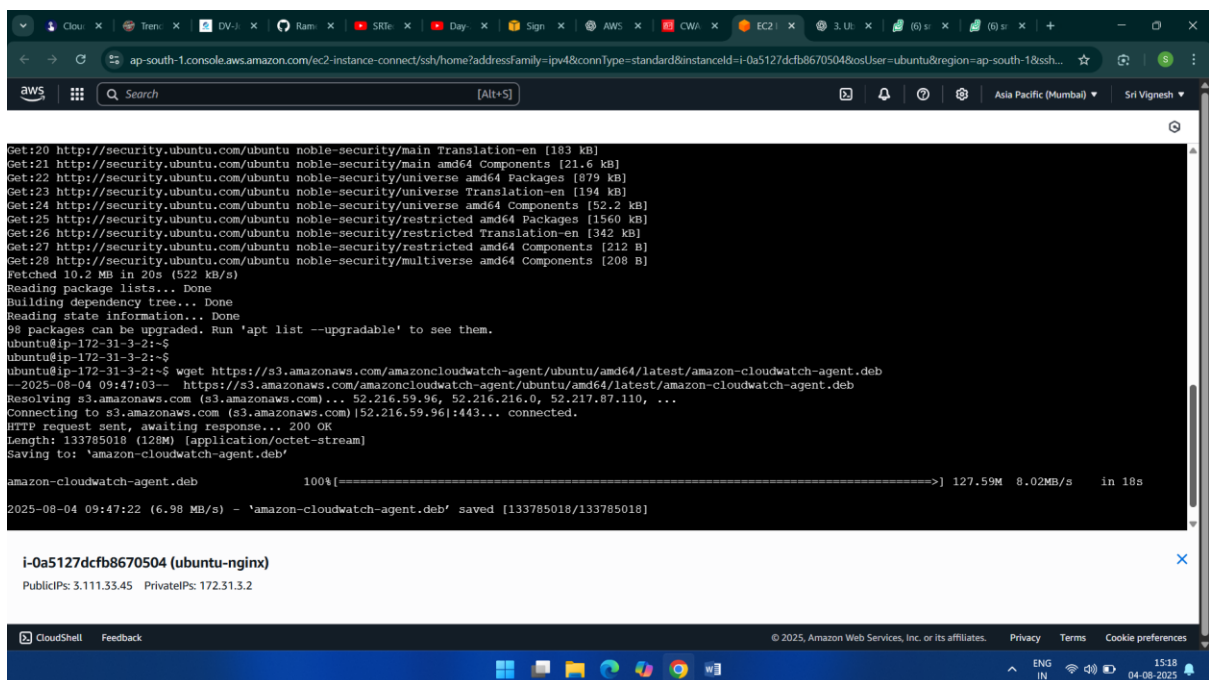 Clou
Tren
DV-J
Ram
SRTe
Day-
Sign
AWS
CWA
EC2 I
3. Ub
(6) sr
(6) sr
ap-south-1.console.aws.amazon.com/ec2-instance-connect/ssh/home?addressFamily=ipv4&connType=standard&instanceId=i-0a5127dcfb8670504&osUser=ubuntu&region=ap-south-1&ssh...
S
aws Search [Alt+S] Asia Pacific (Mumbai) Sri Vignesh
Get:20 http://security.ubuntu.com/ubuntu noble-security/main Translation-en [183 kB]
Get:21 http://security.ubuntu.com/ubuntu noble-security/main amd64 Components [21.6 kB]
Get:22 http://security.ubuntu.com/ubuntu noble-security/universe amd64 Packages [879 kB]
Get:23 http://security.ubuntu.com/ubuntu noble-security/universe Translation-en [194 kB]
Get:24 http://security.ubuntu.com/ubuntu noble-security/universe amd64 Components [52.2 kB]
Get:25 http://security.ubuntu.com/ubuntu noble-security/restricted amd64 Packages [1560 kB]
Get:26 http://security.ubuntu.com/ubuntu noble-security/restricted Translation-en [342 kB]
Get:27 http://security.ubuntu.com/ubuntu noble-security/restricted amd64 Components [212 B]
Get:28 http://security.ubuntu.com/ubuntu noble-security/multiverse amd64 Components [208 B]
Fetched 10.2 MB in 20s (522 kB/s)
Reading package lists... Done
Building dependency tree... Done
Reading state information... Done
98 packages can be upgraded. Run 'apt list --upgradable' to see them.
ubuntu@ip-172-31-3-2:~$
ubuntu@ip-172-31-3-2:~$
ubuntu@ip-172-31-3-2:~$ wget https://s3.amazonaws.com/amazoncloudwatch-agent/ubuntu/amd64/latest/amazon-cloudwatch-agent.deb
--2025-08-04 09:47:03-- https://s3.amazonaws.com/amazoncloudwatch-agent/ubuntu/amd64/latest/amazon-cloudwatch-agent.deb
Resolving s3.amazonaws.com (s3.amazonaws.com)... 52.216.59.96, 52.216.216.0, 52.217.87.110, ...
Connecting to s3.amazonaws.com (s3.amazonaws.com)|52.216.59.96|:443... connected.
HTTP request sent, awaiting response... 200 OK
Length: 133785018 (128M) [application/octet-stream]
Saving to: ‘amazon-cloudwatch-agent.deb’
amazon-cloudwatch-agent.deb 100%[==============================================================================================>] 127.59M 8.02MB/s in 18s
2025-08-04 09:47:22 (6.98 MB/s) - ‘amazon-cloudwatch-agent.deb’ saved [133785018/133785018]
i-0a5127dcfb8670504 (ubuntu-nginx)
PublicIPs: 3.111.33.45 PrivateIPs: 172.31.3.2
CloudShell Feedback © 2025, Amazon Web Services, Inc. or its affiliates. Privacy Terms Cookie preferences
ENG 15:18
IN 04-08-2025